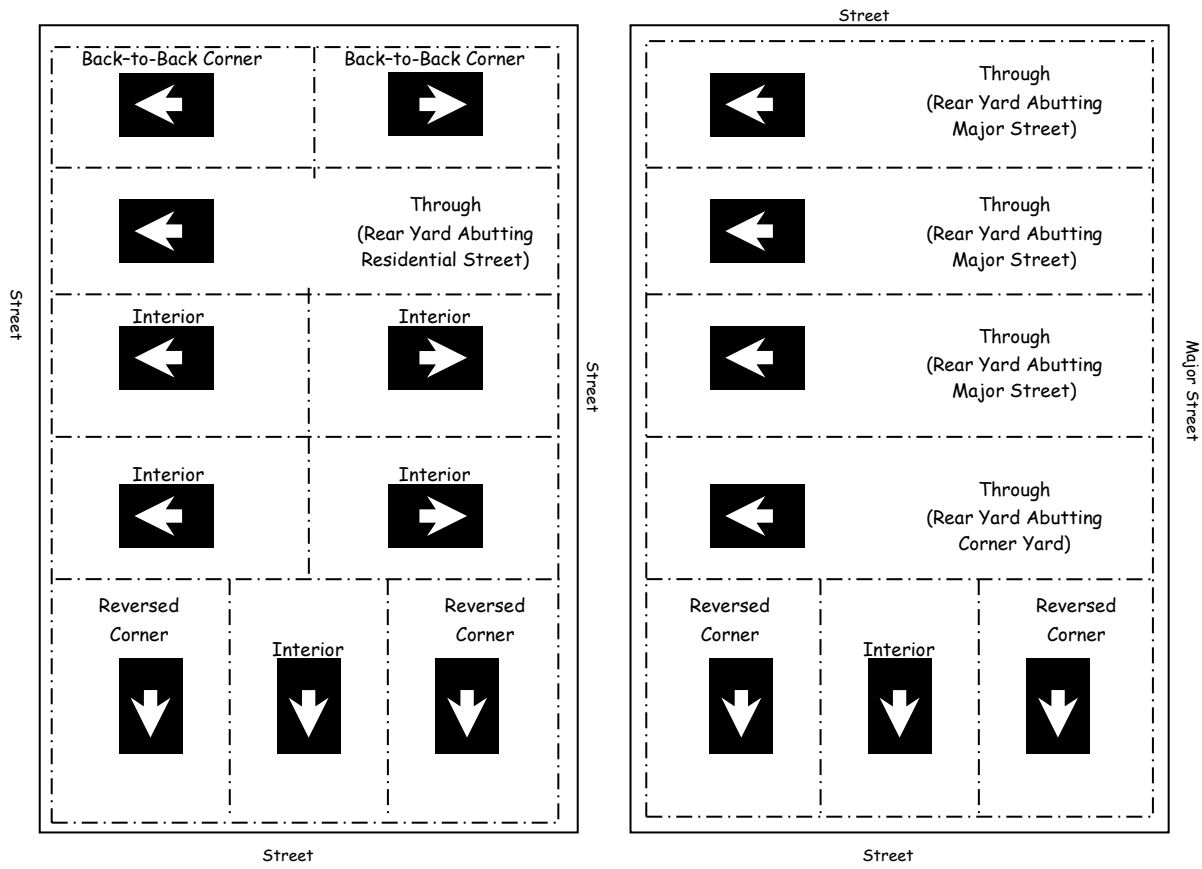 Street
Back-to-Back Corner
Back-to-Back Corner
Through
(Rear Yard Abutting
Residential Street)
Interior
Interior
Interior
Interior
Reversed
Corner
Interior
Reversed
Corner
Street
Street
Street
Street
Through
(Rear Yard Abutting
Major Street)
Through
(Rear Yard Abutting
Major Street)
Through
(Rear Yard Abutting
Major Street)
Through
(Rear Yard Abutting
Corner Yard)
Reversed
Corner
Interior
Reversed
Corner
Major Street
Street